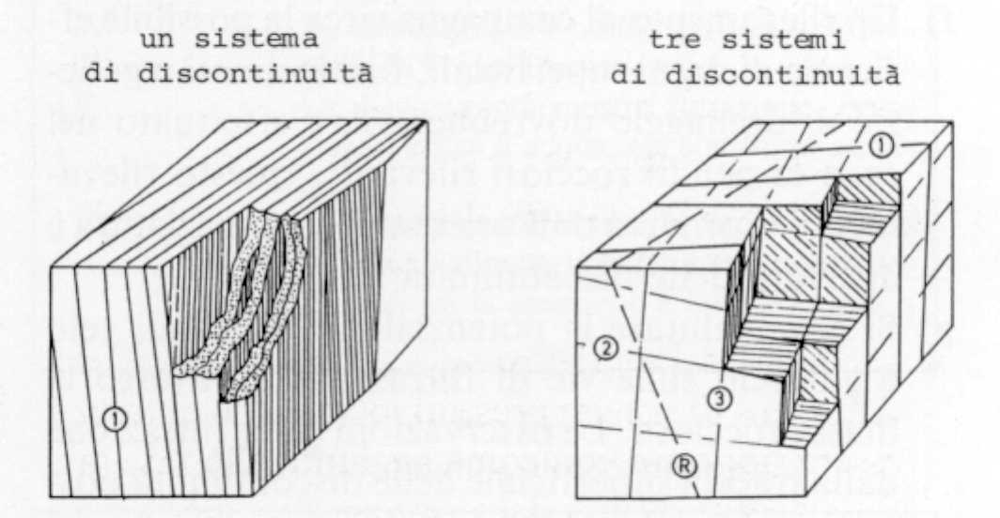 un sistema
di discontinuità
tre sistemi
di discontinuità
1
1
2
3
R